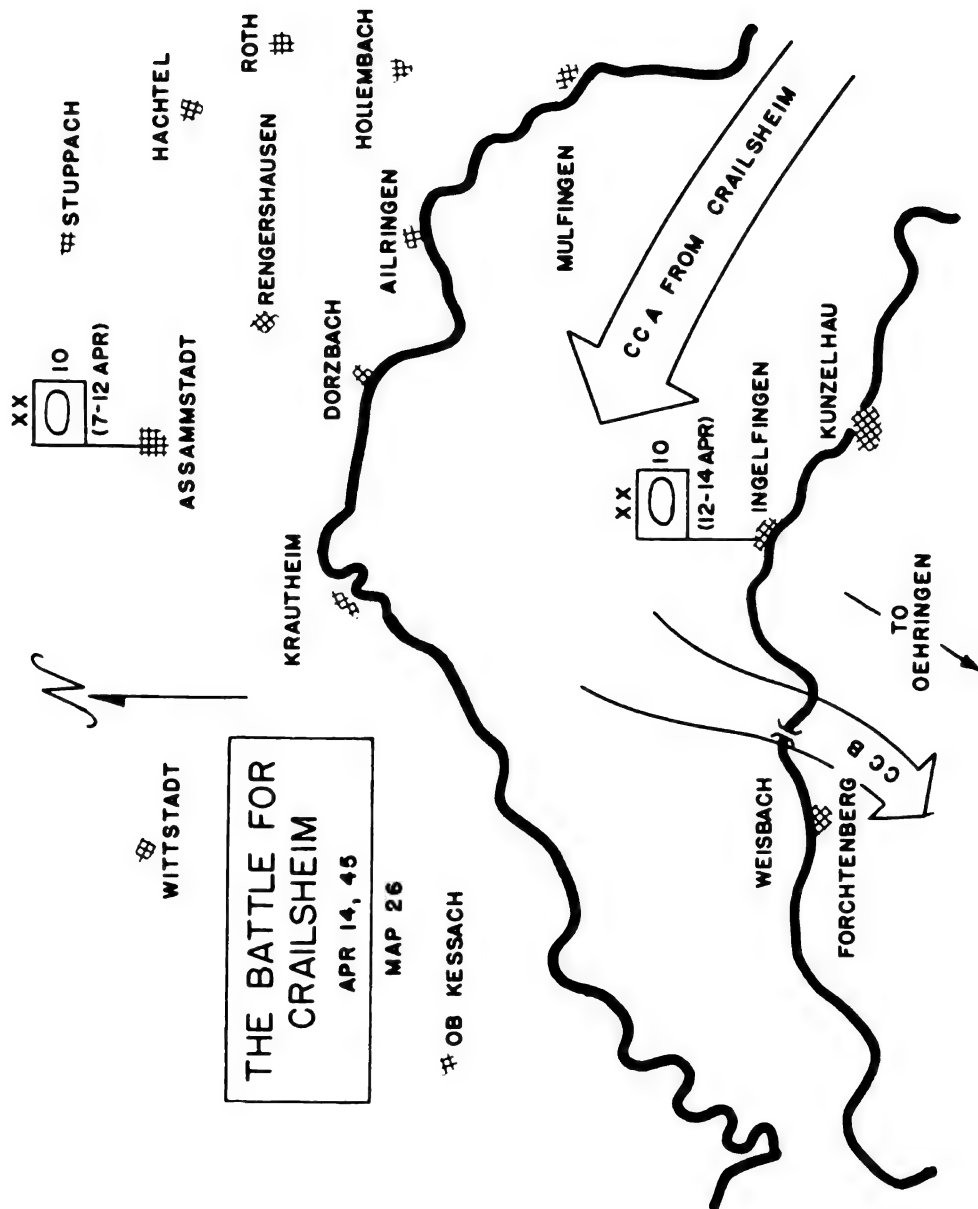 THE BATTLE FOR
CRAILSHEIM
APR 14, 45
MAP 26
N
WITTSTADT
OB KESSACH
XX
10
(7-12 APR)
ASSAMMSTADT
STUPPACH
HACHTEL
ROTH
RENGERSHAUSEN
HOLLEMBACH
AILRINGEN
DORZBACH
KRAUTHEIM
MULFINGEN
CCA FROM CRAILSHEIM
XX
10
(12-14 APR)
INGELFINGEN
KUNZELHAU
TO
OEHRINGEN
CCB
WEISBACH
FORCHTENBERG